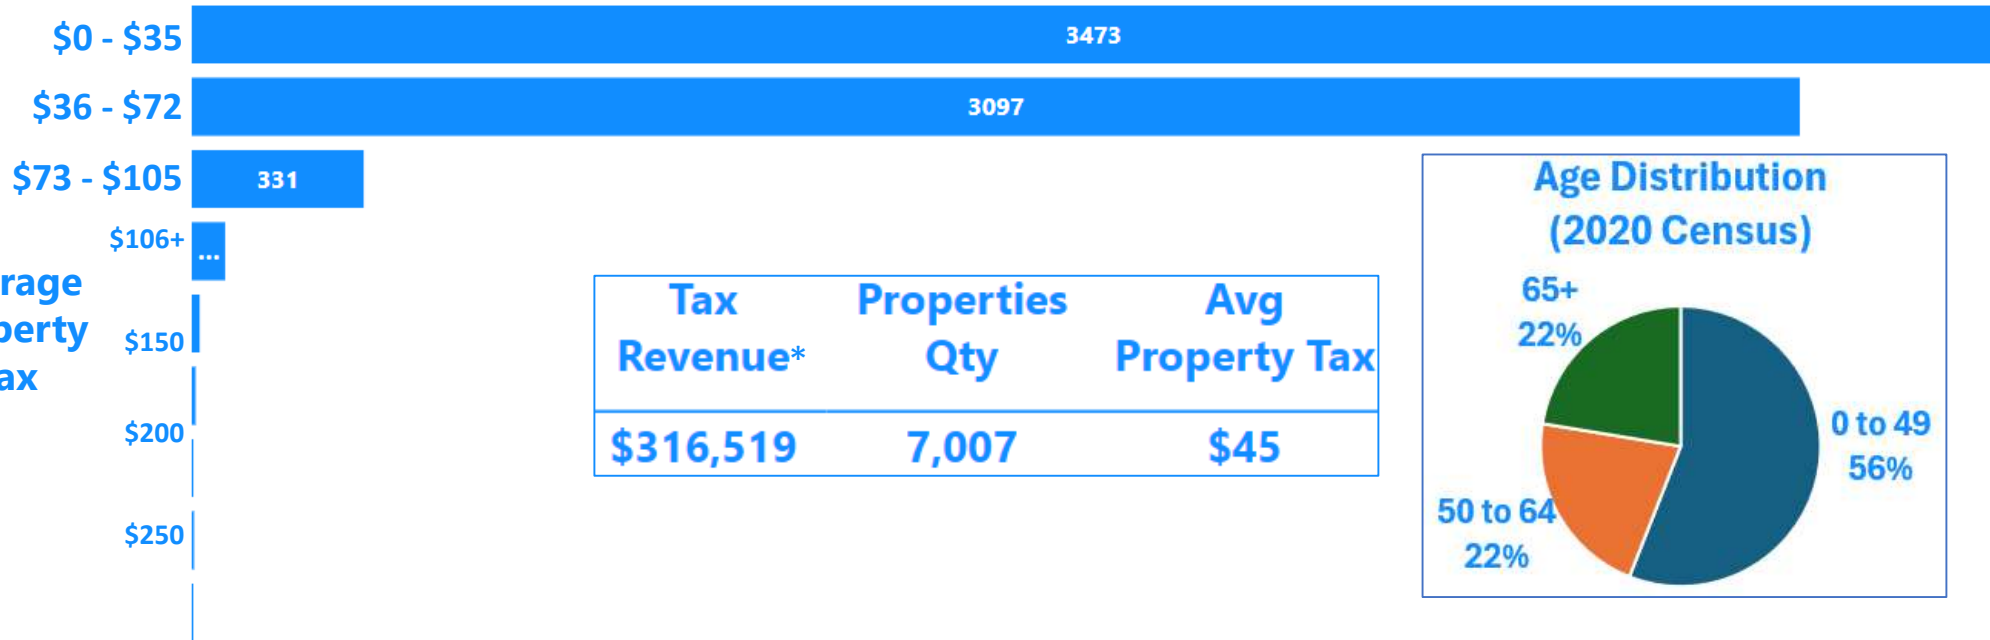 $0 - $35
3473
$36 - $72
3097
$73 - $105
331
$106+
...
rage
perty
ax
$150
$200
$250
Tax Revenue*
Properties Qty
Avg Property Tax
$316,519
7,007
$45
Age Distribution
(2020 Census)
65+
22%
0 to 49
56%
50 to 64
22%